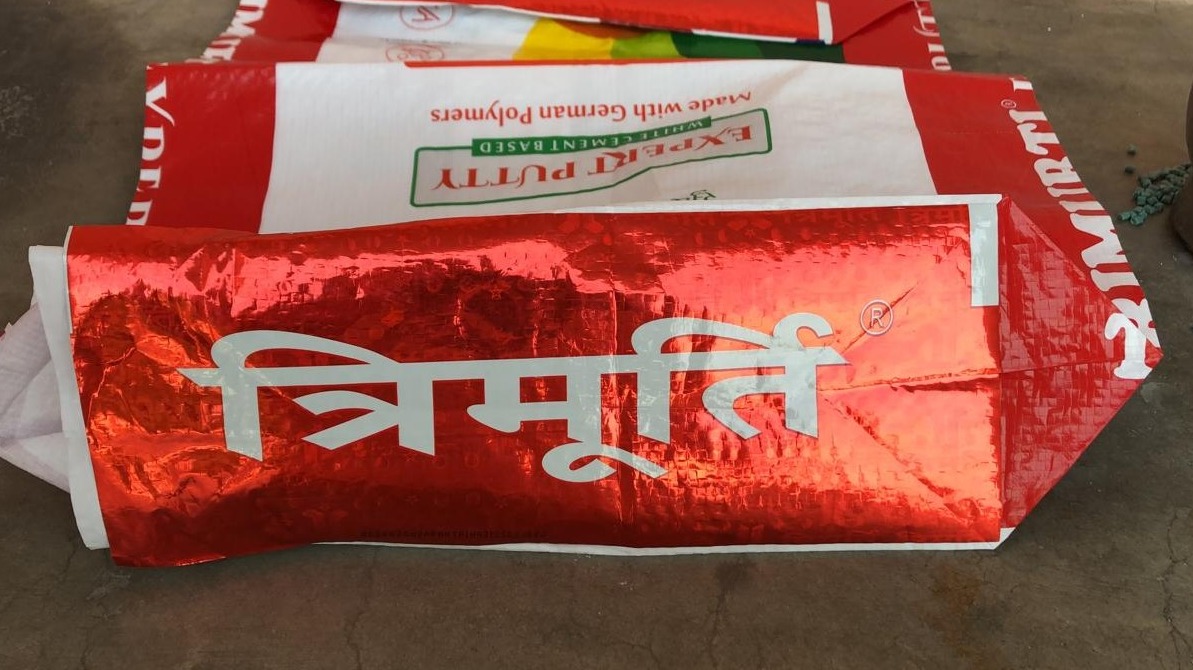 TRIMURTI®
Made with German Polymers
WHITE CEMENT BASED
EXPERT PUTTY
त्रिमूर्ति®